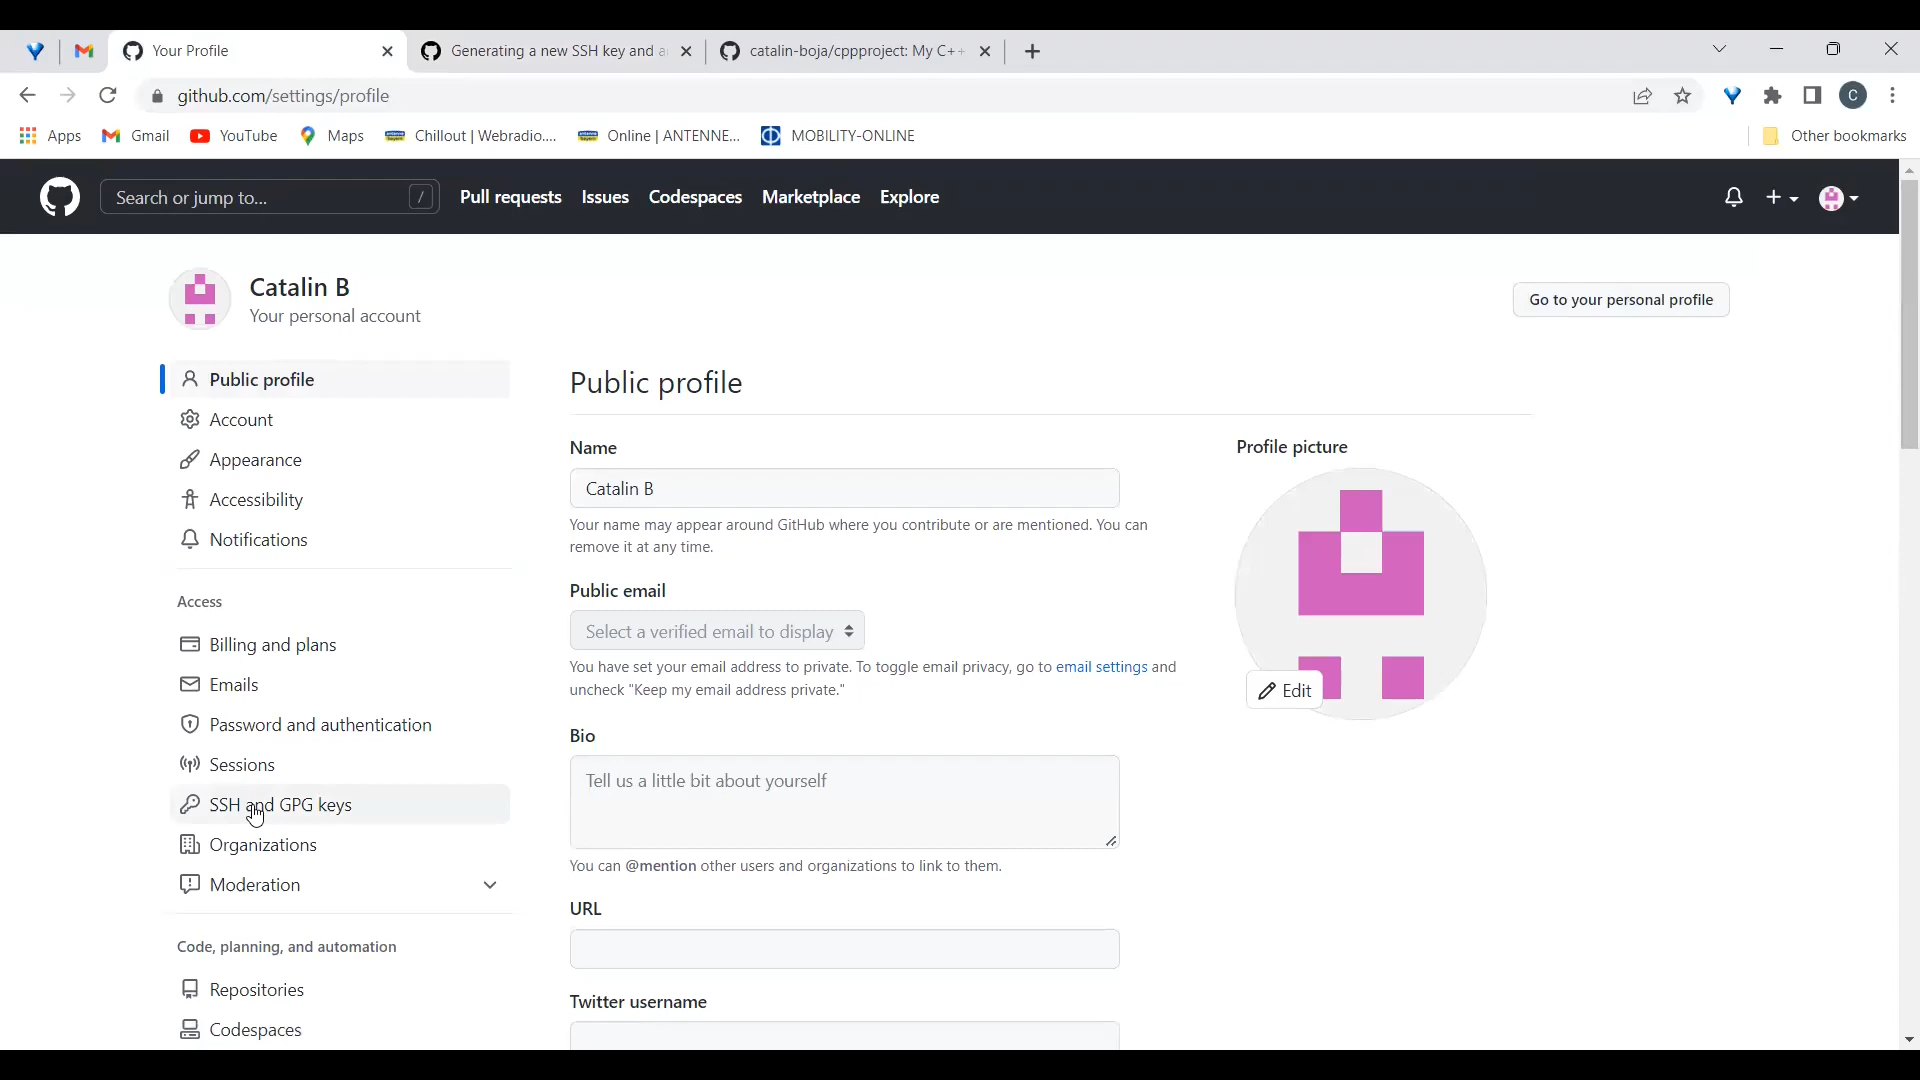 Your Profile
Generating a new SSH key and a
catalin-boja/cppproject: My C++
github.com/settings/profile
C
Apps
Gmail
YouTube
Maps
Chillout | Webradio....
Online | ANTENNE...
MOBILITY-ONLINE
Other bookmarks
Search or jump to...
/
Pull requests
Issues
Codespaces
Marketplace
Explore
Catalin B
Your personal account
Go to your personal profile
Public profile
Account
Appearance
Accessibility
Notifications
Access
Billing and plans
Emails
Password and authentication
Sessions
SSH and GPG keys
Organizations
Moderation
Code, planning, and automation
Repositories
Codespaces
Public profile
Name
Catalin B
Your name may appear around GitHub where you contribute or are mentioned. You can
remove it at any time.
Public email
Select a verified email to display
You have set your email address to private. To toggle email privacy, go to email settings and
uncheck "Keep my email address private."
Bio
Tell us a little bit about yourself
You can @mention other users and organizations to link to them.
URL
Twitter username
Profile picture
Edit